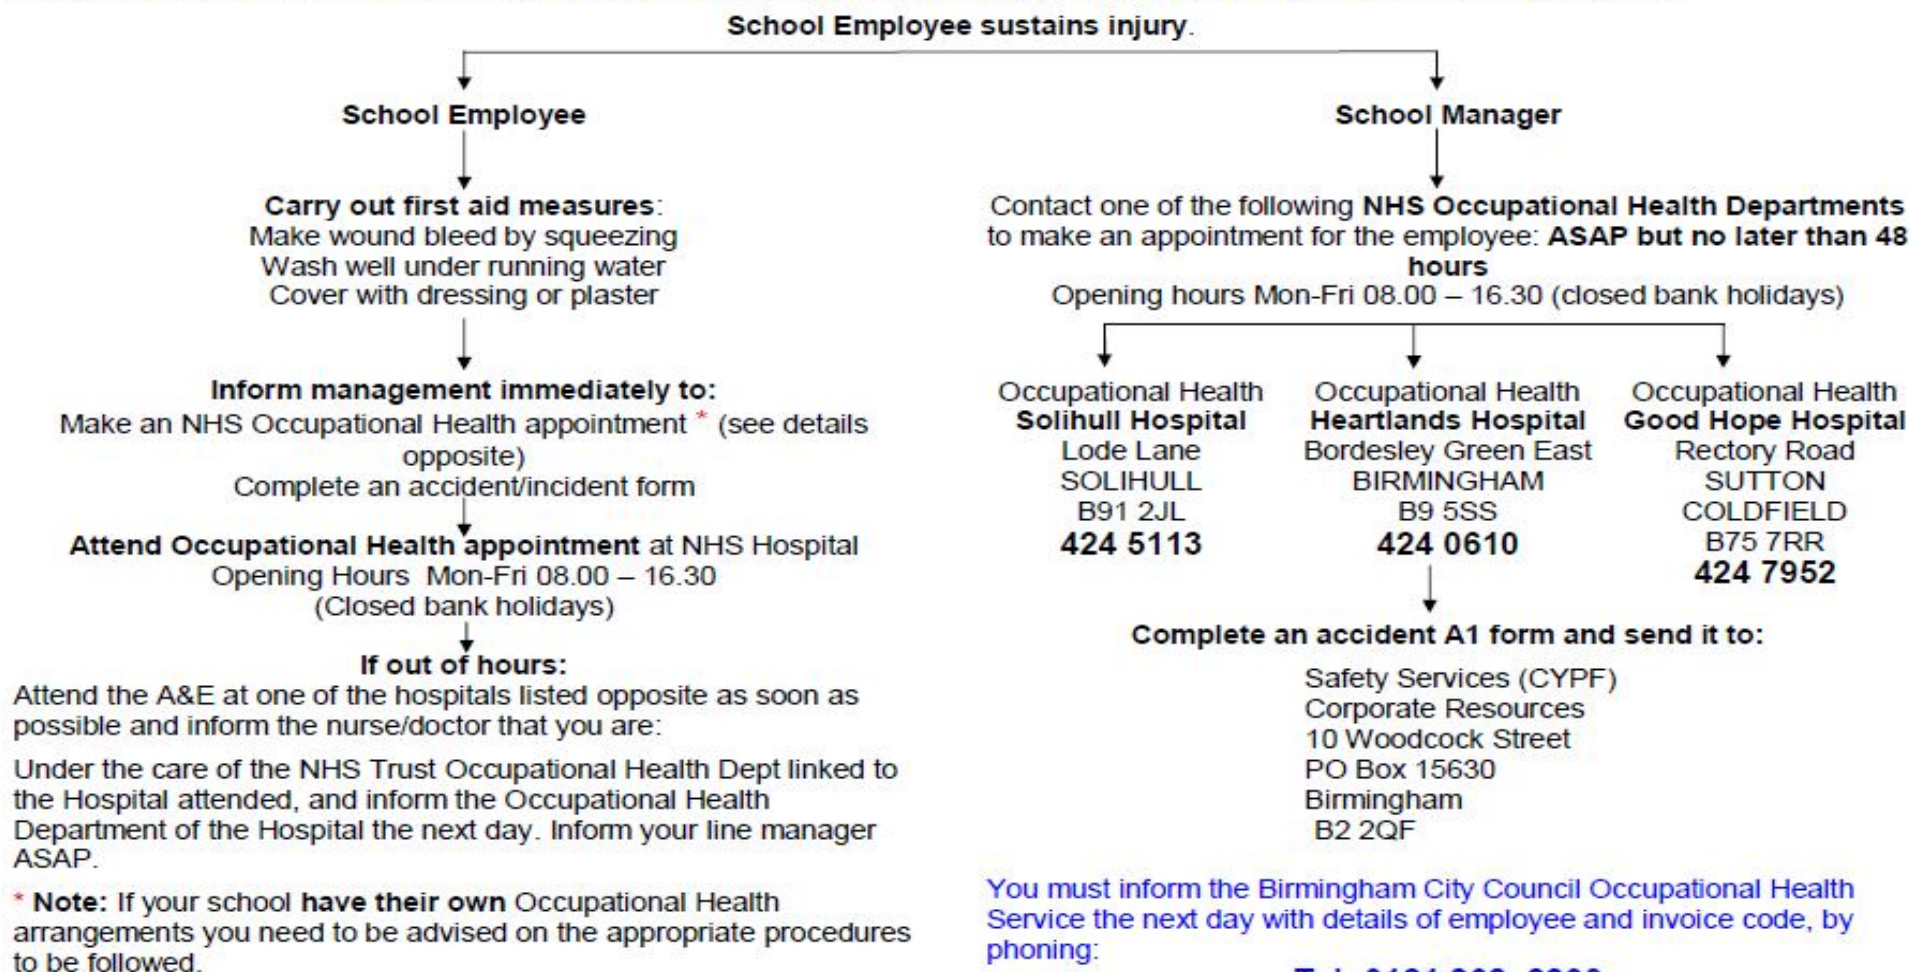 School Employee sustains injury.
School Employee
Carry out first aid measures:
Make wound bleed by squeezing
Wash well under running water
Cover with dressing or plaster
Inform management immediately to:
Make an NHS Occupational Health appointment * (see details
opposite)
Complete an accident/incident form
Attend Occupational Health appointment at NHS Hospital
Opening Hours Mon-Fri 08.00 – 16.30
(Closed bank holidays)
If out of hours:
Attend the A&E at one of the hospitals listed opposite as soon as
possible and inform the nurse/doctor that you are:
Under the care of the NHS Trust Occupational Health Dept linked to
the Hospital attended, and inform the Occupational Health
Department of the Hospital the next day. Inform your line manager
ASAP.
* Note: If your school have their own Occupational Health
arrangements you need to be advised on the appropriate procedures
to be followed.
School Manager
Contact one of the following NHS Occupational Health Departments
to make an appointment for the employee: ASAP but no later than 48
hours
Opening hours Mon-Fri 08.00 – 16.30 (closed bank holidays)
Occupational Health
Solihull Hospital
Lode Lane
SOLIHULL
B91 2JL
424 5113
Occupational Health
Heartlands Hospital
Bordesley Green East
BIRMINGHAM
B9 5SS
424 0610
Occupational Health
Good Hope Hospital
Rectory Road
SUTTON
COLDFIELD
B75 7RR
424 7952
Complete an accident A1 form and send it to:
Safety Services (CYPF)
Corporate Resources
10 Woodcock Street
PO Box 15630
Birmingham
B2 2QF
You must inform the Birmingham City Council Occupational Health
Service the next day with details of employee and invoice code, by
phoning: